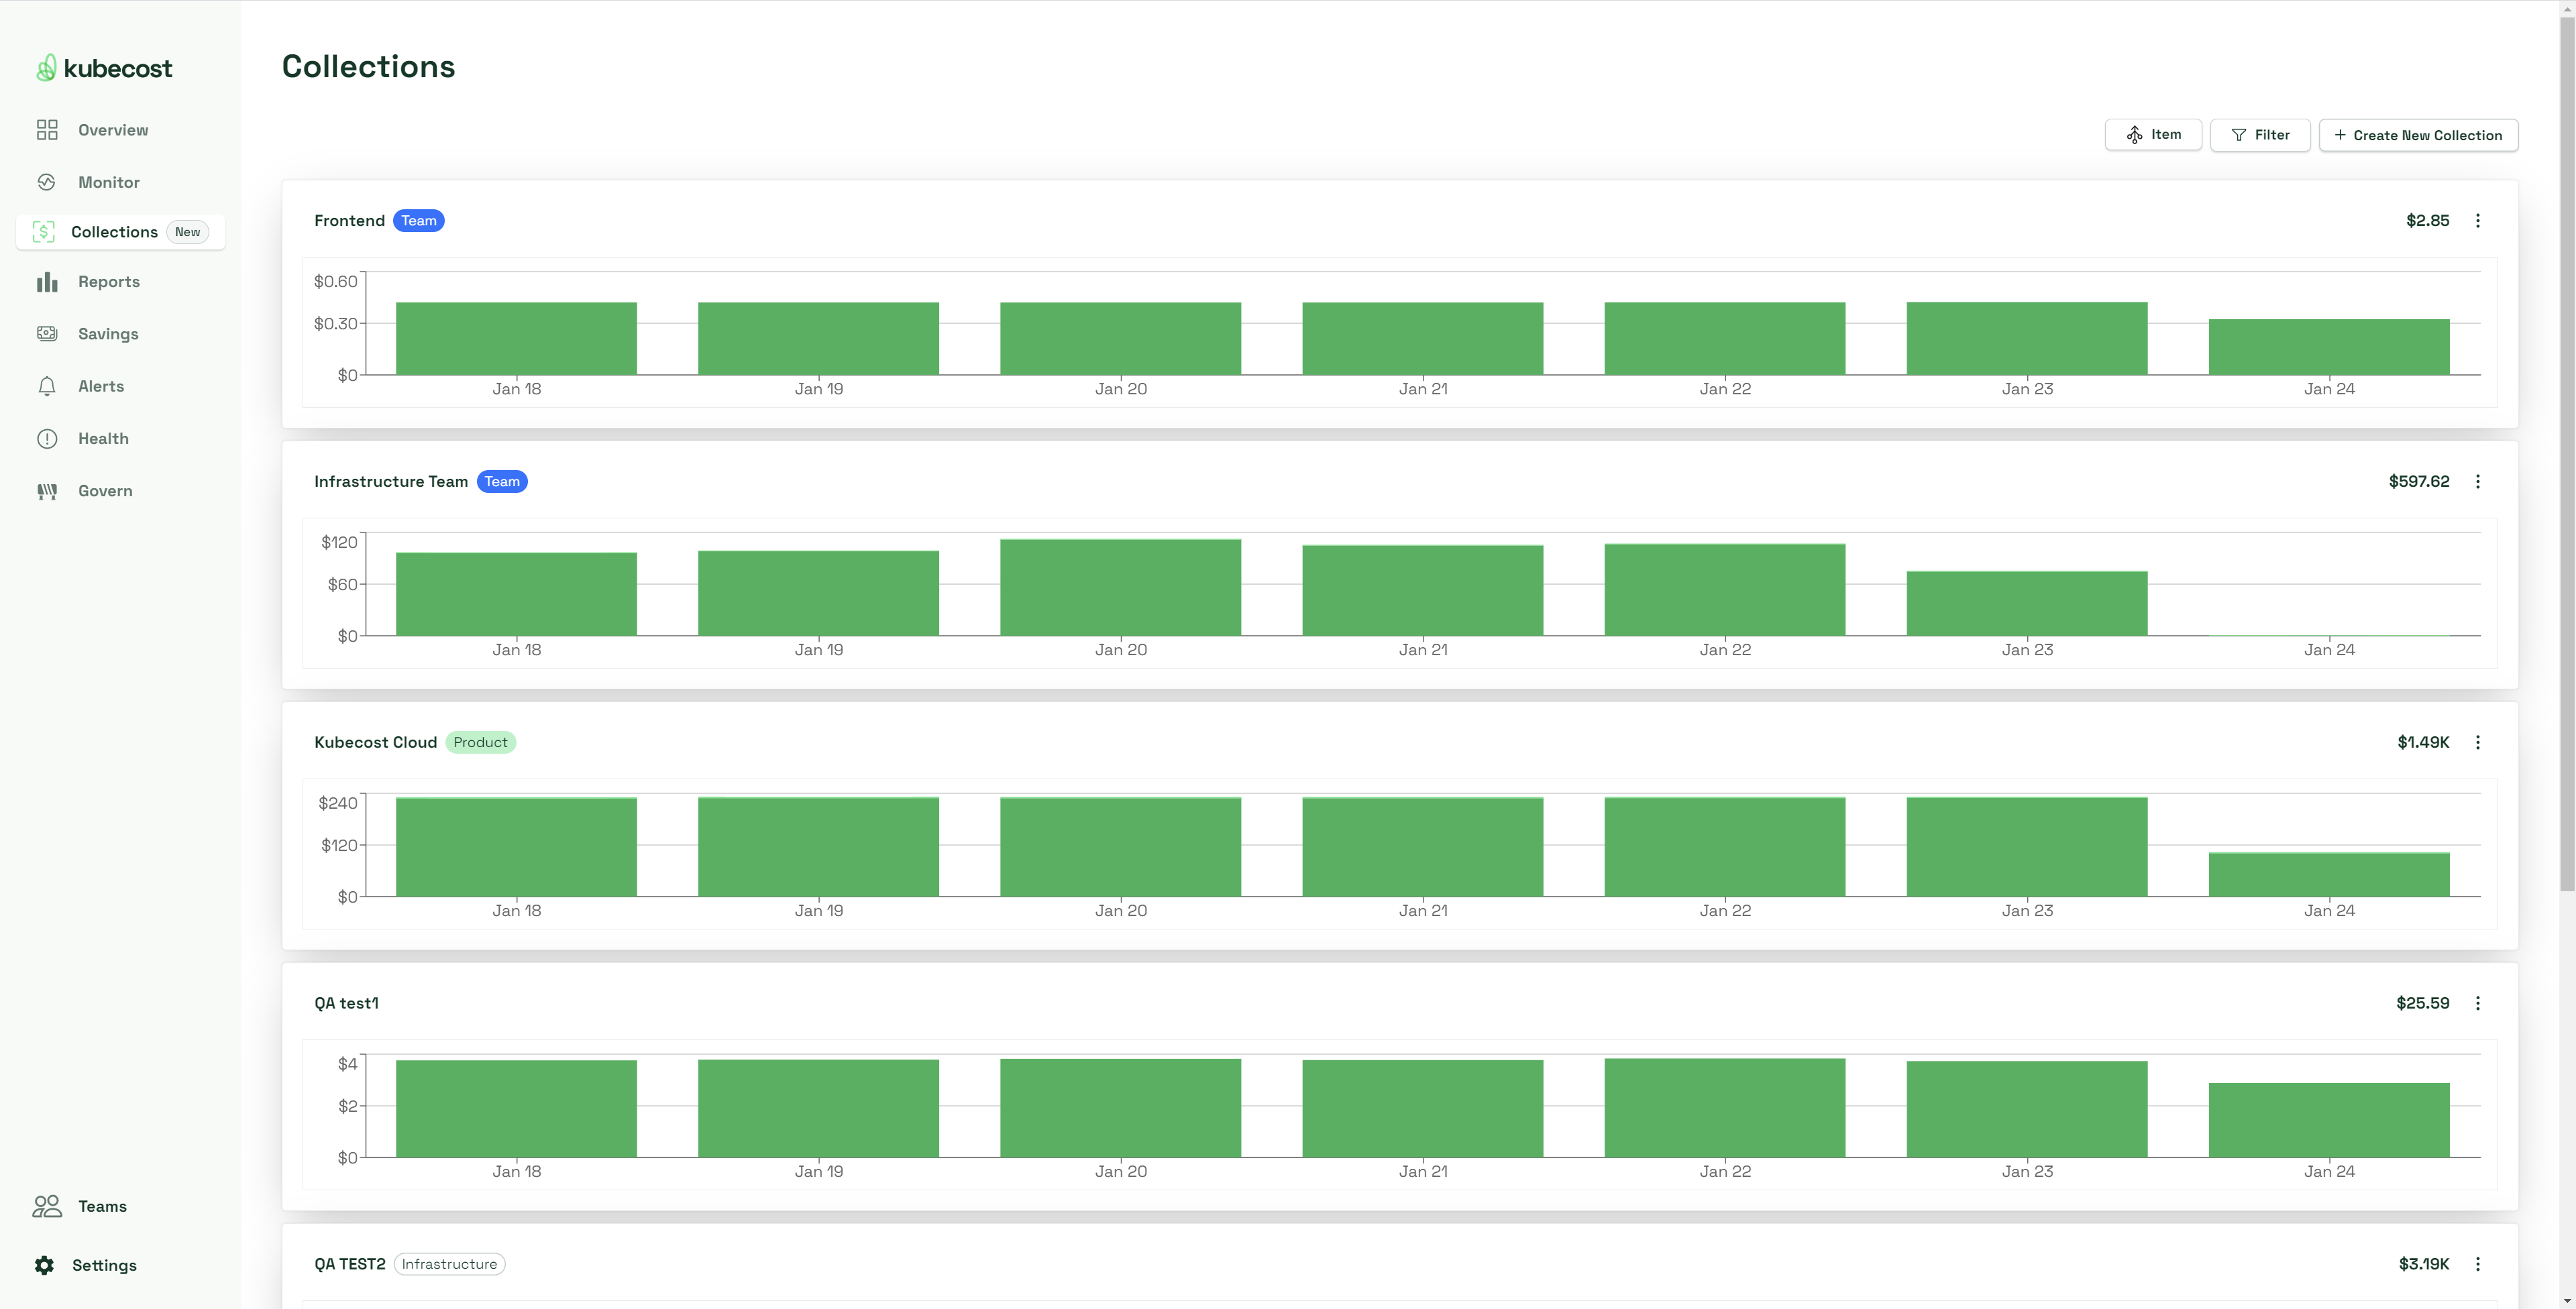 kubecost
Overview
Monitor
Collections New
Reports
Savings
Alerts
Health
Govern
Teams
Settings
Collections
Item Filter + Create New Collection
Frontend Team $2.85
$0.60
$0.30
$0
Jan 18 Jan 19 Jan 20 Jan 21 Jan 22 Jan 23 Jan 24
Infrastructure Team Team $597.62
$120
$60
$0
Jan 18 Jan 19 Jan 20 Jan 21 Jan 22 Jan 23 Jan 24
Kubecost Cloud Product $1.49K
$240
$120
$0
Jan 18 Jan 19 Jan 20 Jan 21 Jan 22 Jan 23 Jan 24
QA test1 $25.59
$4
$2
$0
Jan 18 Jan 19 Jan 20 Jan 21 Jan 22 Jan 23 Jan 24
QA TEST2 Infrastructure $3.19K